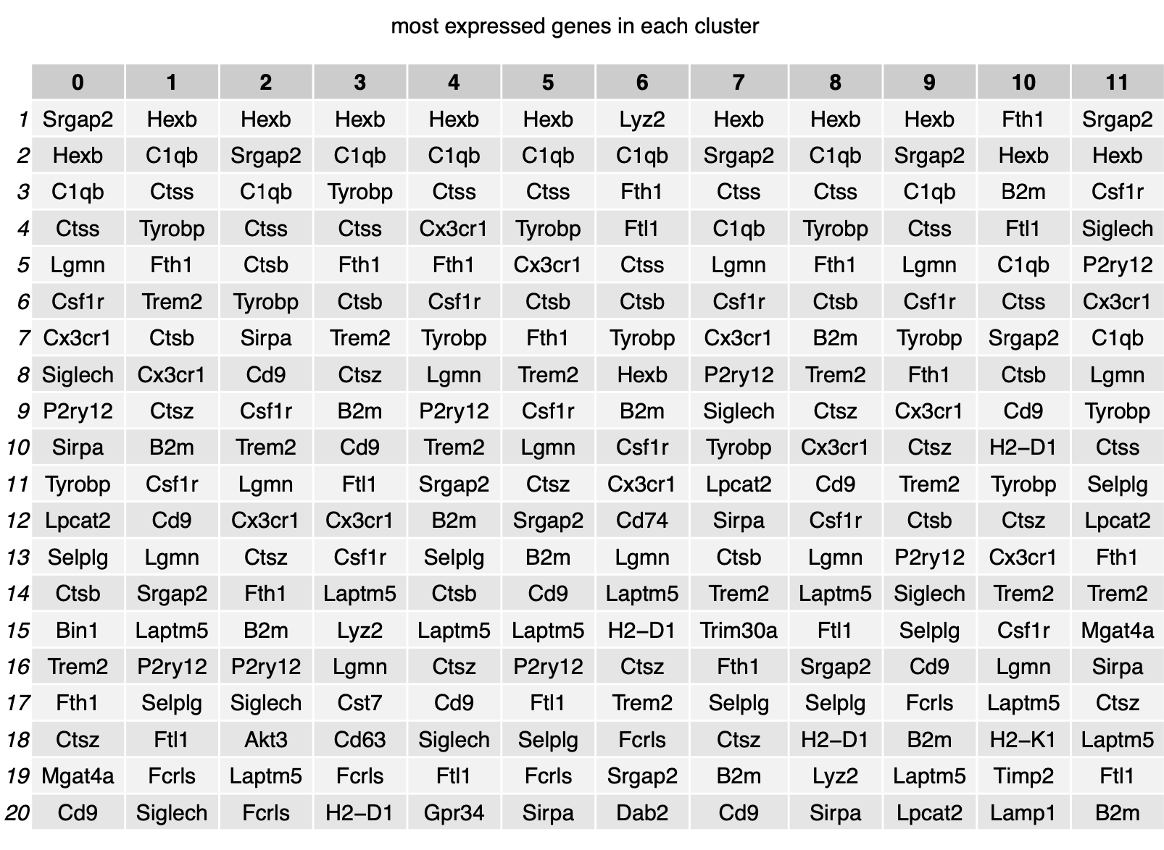 most expressed genes in each cluster
0 1 2 3 4 5 6 7 8 9 10 11
1 Srgap2 Hexb Hexb Hexb Hexb Hexb Lyz2 Hexb Hexb Hexb Fth1 Srgap2
2 Hexb C1qb Srgap2 C1qb C1qb C1qb C1qb Srgap2 C1qb Srgap2 Hexb Hexb
3 C1qb Ctss C1qb Tyrobp Ctss Ctss Fth1 Ctss Ctss C1qb B2m Csf1r
4 Ctss Tyrobp Ctss Ctss Cx3cr1 Tyrobp Ftl1 C1qb Tyrobp Ctss Ftl1 Siglech
5 Lgmn Fth1 Ctsb Fth1 Fth1 Cx3cr1 Ctss Lgmn Fth1 Lgmn C1qb P2ry12
6 Csf1r Trem2 Tyrobp Ctsb Csf1r Ctsb Ctsb Csf1r Ctsb Csf1r Ctss Cx3cr1
7 Cx3cr1 Ctsb Sirpa Trem2 Tyrobp Fth1 Tyrobp Cx3cr1 B2m Tyrobp Srgap2 C1qb
8 Siglech Cx3cr1 Cd9 Ctsz Lgmn Trem2 Hexb P2ry12 Trem2 Fth1 Ctsb Lgmn
9 P2ry12 Ctsz Csf1r B2m P2ry12 Csf1r B2m Siglech Ctsz Cx3cr1 Cd9 Tyrobp
10 Sirpa B2m Trem2 Cd9 Trem2 Lgmn Csf1r Tyrobp Cx3cr1 Ctsz H2−D1 Ctss
11 Tyrobp Csf1r Lgmn Ftl1 Srgap2 Ctsz Cx3cr1 Lpcat2 Cd9 Trem2 Tyrobp Selplg
12 Lpcat2 Cd9 Cx3cr1 Cx3cr1 B2m Srgap2 Cd74 Sirpa Csf1r Ctsb Ctsz Lpcat2
13 Selplg Lgmn Ctsz Csf1r Selplg B2m Lgmn Ctsb Lgmn P2ry12 Cx3cr1 Fth1
14 Ctsb Srgap2 Fth1 Laptm5 Ctsb Cd9 Laptm5 Trem2 Laptm5 Siglech Trem2 Trem2
15 Bin1 Laptm5 B2m Lyz2 Laptm5 Laptm5 H2−D1 Trim30a Ftl1 Selplg Csf1r Mgat4a
16 Trem2 P2ry12 P2ry12 Lgmn Ctsz P2ry12 Ctsz Fth1 Srgap2 Cd9 Lgmn Sirpa
17 Fth1 Selplg Siglech Cst7 Cd9 Ftl1 Trem2 Selplg Selplg Fcrls Laptm5 Ctsz
18 Ctsz Ftl1 Akt3 Cd63 Siglech Selplg Fcrls Ctsz H2−D1 B2m H2−K1 Laptm5
19 Mgat4a Fcrls Laptm5 Fcrls Ftl1 Fcrls Srgap2 B2m Lyz2 Laptm5 Timp2 Ftl1
20 Cd9 Siglech Fcrls H2−D1 Gpr34 Sirpa Dab2 Cd9 Sirpa Lpcat2 Lamp1 B2m